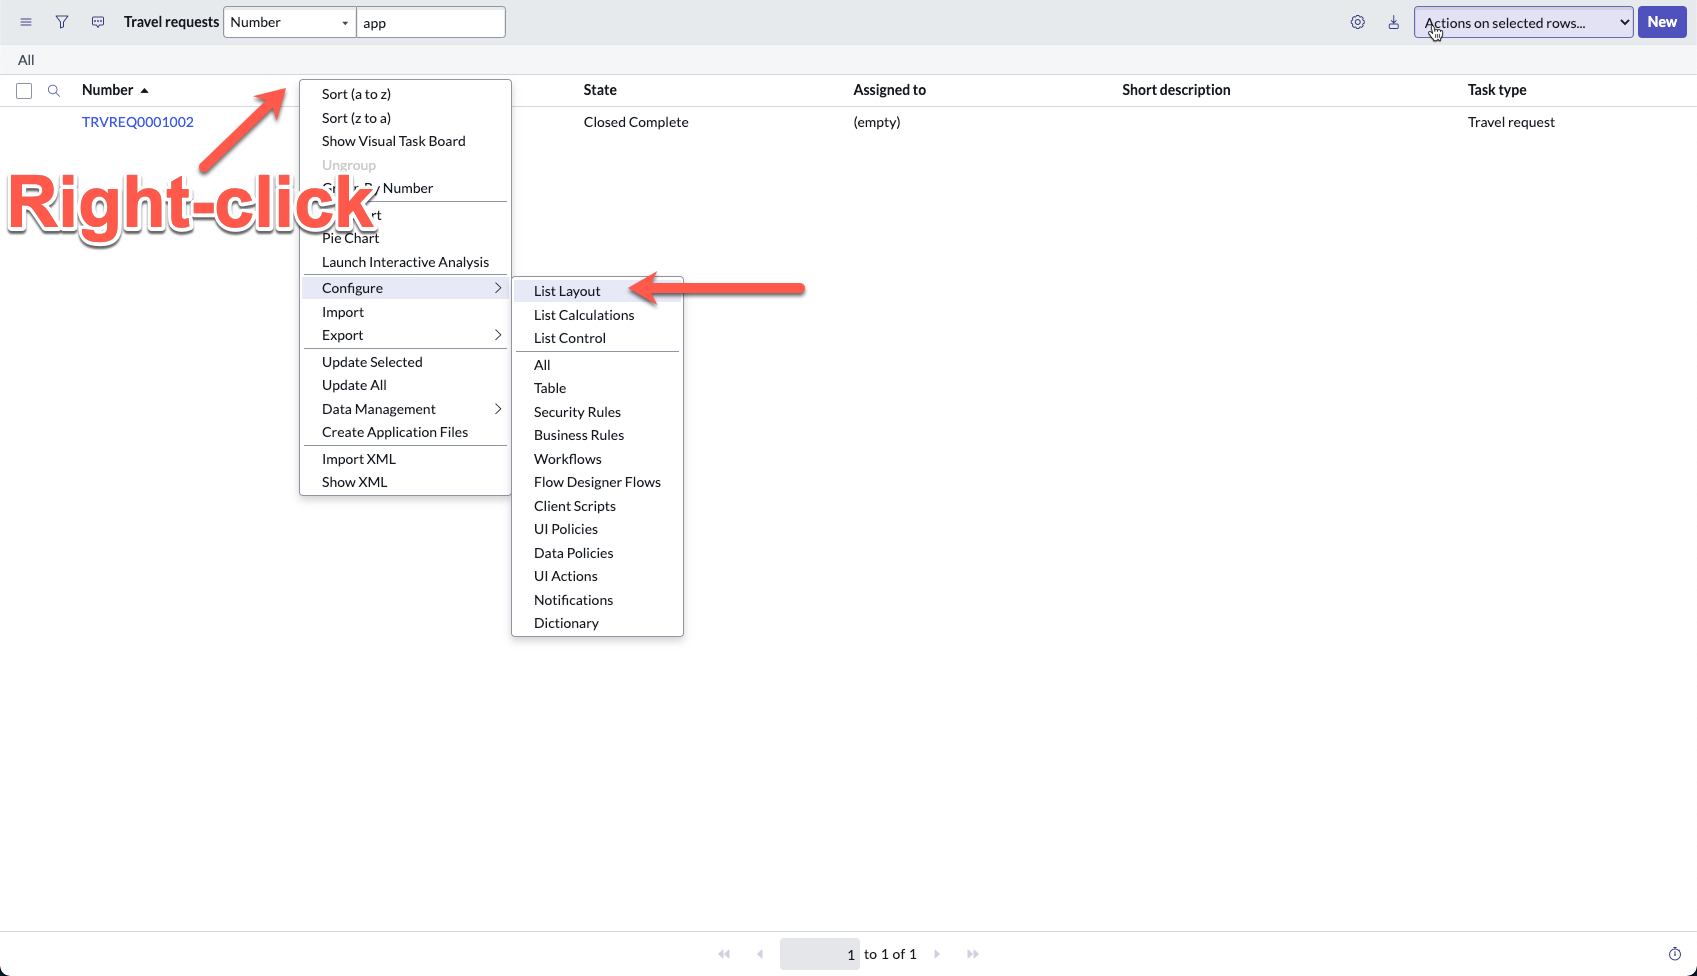 Travel requests Number app Actions on selected rows... New
All
Number State Assigned to Short description Task type
TRVREQ0001002 Closed Complete (empty) Travel request
Sort (a to z)
Sort (z to a)
Show Visual Task Board
Ungroup
By Number
Right-click
Pie Chart
Launch Interactive Analysis
Configure
Import
Export
Update Selected
Update All
Data Management
Create Application Files
Import XML
Show XML
List Layout
List Calculations
List Control
All
Table
Security Rules
Business Rules
Workflows
Flow Designer Flows
Client Scripts
UI Policies
Data Policies
UI Actions
Notifications
Dictionary
1 to 1 of 1